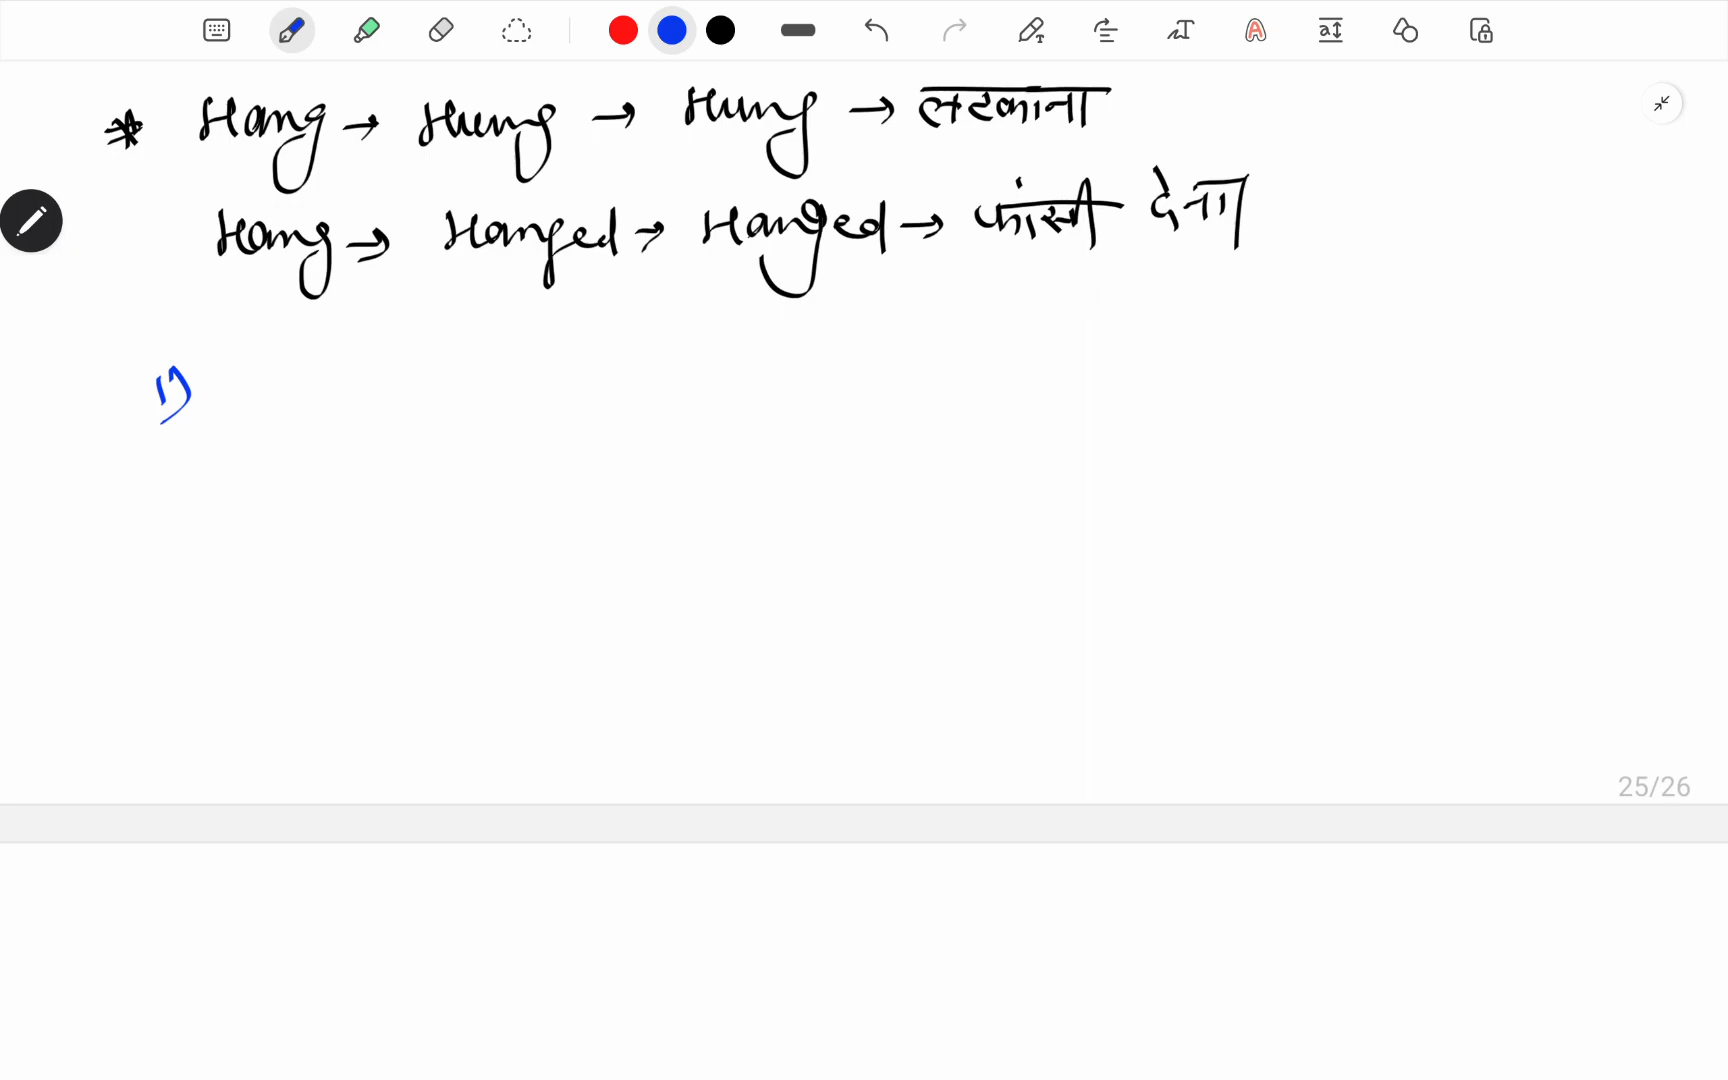 * Hang → Hung → Hung → लटकाना
Hang → Hanged → Hanged → फांसी देना
1)
25/26